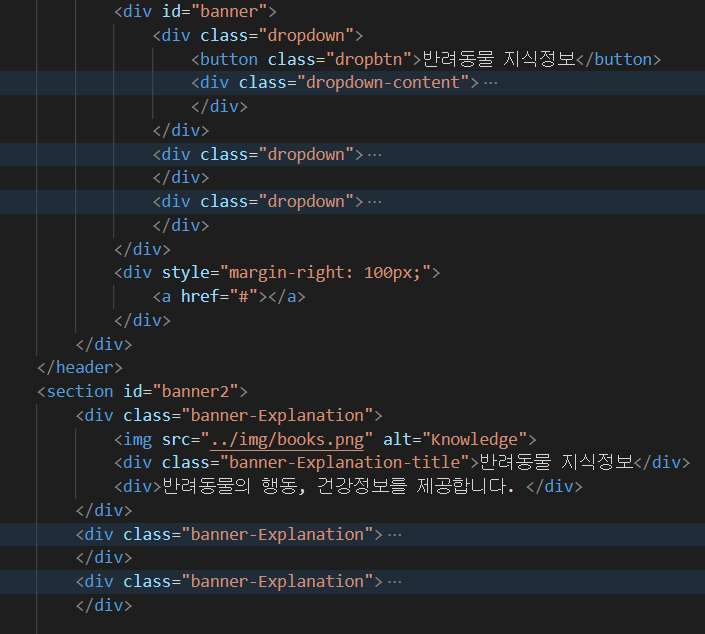 <div id="banner">
<div class="dropdown">
<button class="dropbtn">반려동물 지식정보</button>
<div class="dropdown-content">⋯
</div>
</div>
<div class="dropdown">⋯
</div>
<div class="dropdown">⋯
</div>
</div>
<div style="margin-right: 100px;">
<a href="#"></a>
</div>
</div>
</header>
<section id="banner2">
<div class="banner-Explanation">
<img src="../img/books.png" alt="Knowledge">
<div class="banner-Explanation-title">반려동물 지식정보</div>
<div>반려동물의 행동, 건강정보를 제공합니다. </div>
</div>
<div class="banner-Explanation">⋯
</div>
<div class="banner-Explanation">⋯
</div>